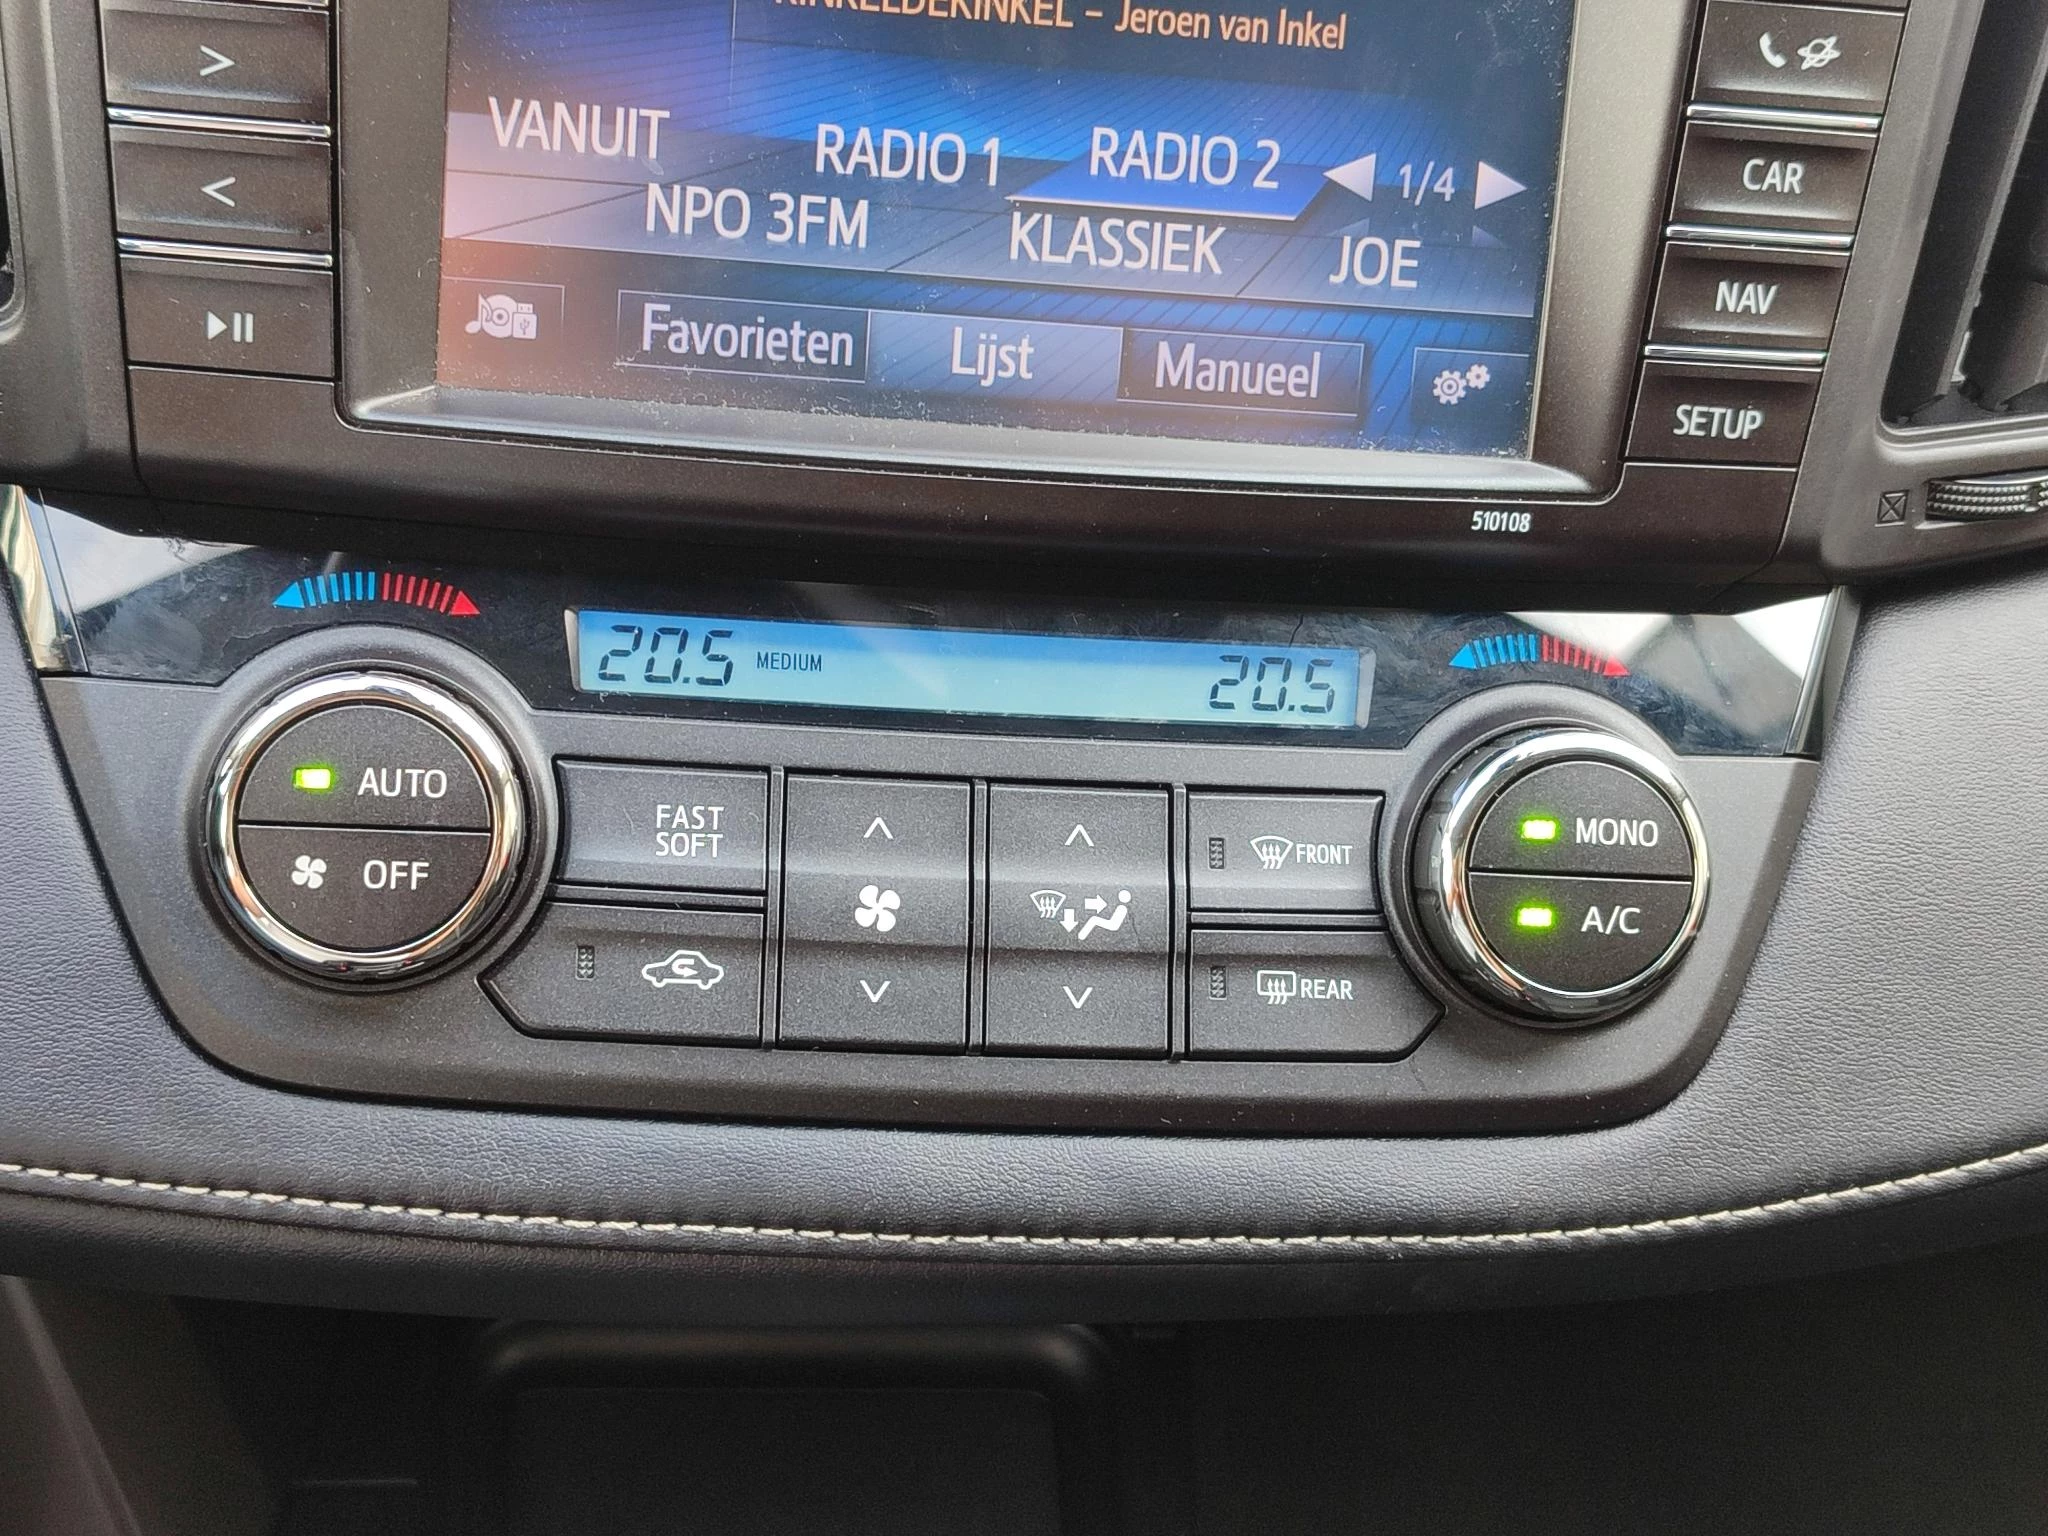 – Jeroen van Inkel
VANUIT RADIO 1 RADIO 2 1/4
NPO 3FM KLASSIEK JOE
Favorieten Lijst Manueel
CAR
NAV
SETUP
510108
20.5 MEDIUM 20.5
AUTO
OFF
FAST
SOFT
FRONT
REAR
MONO
A/C